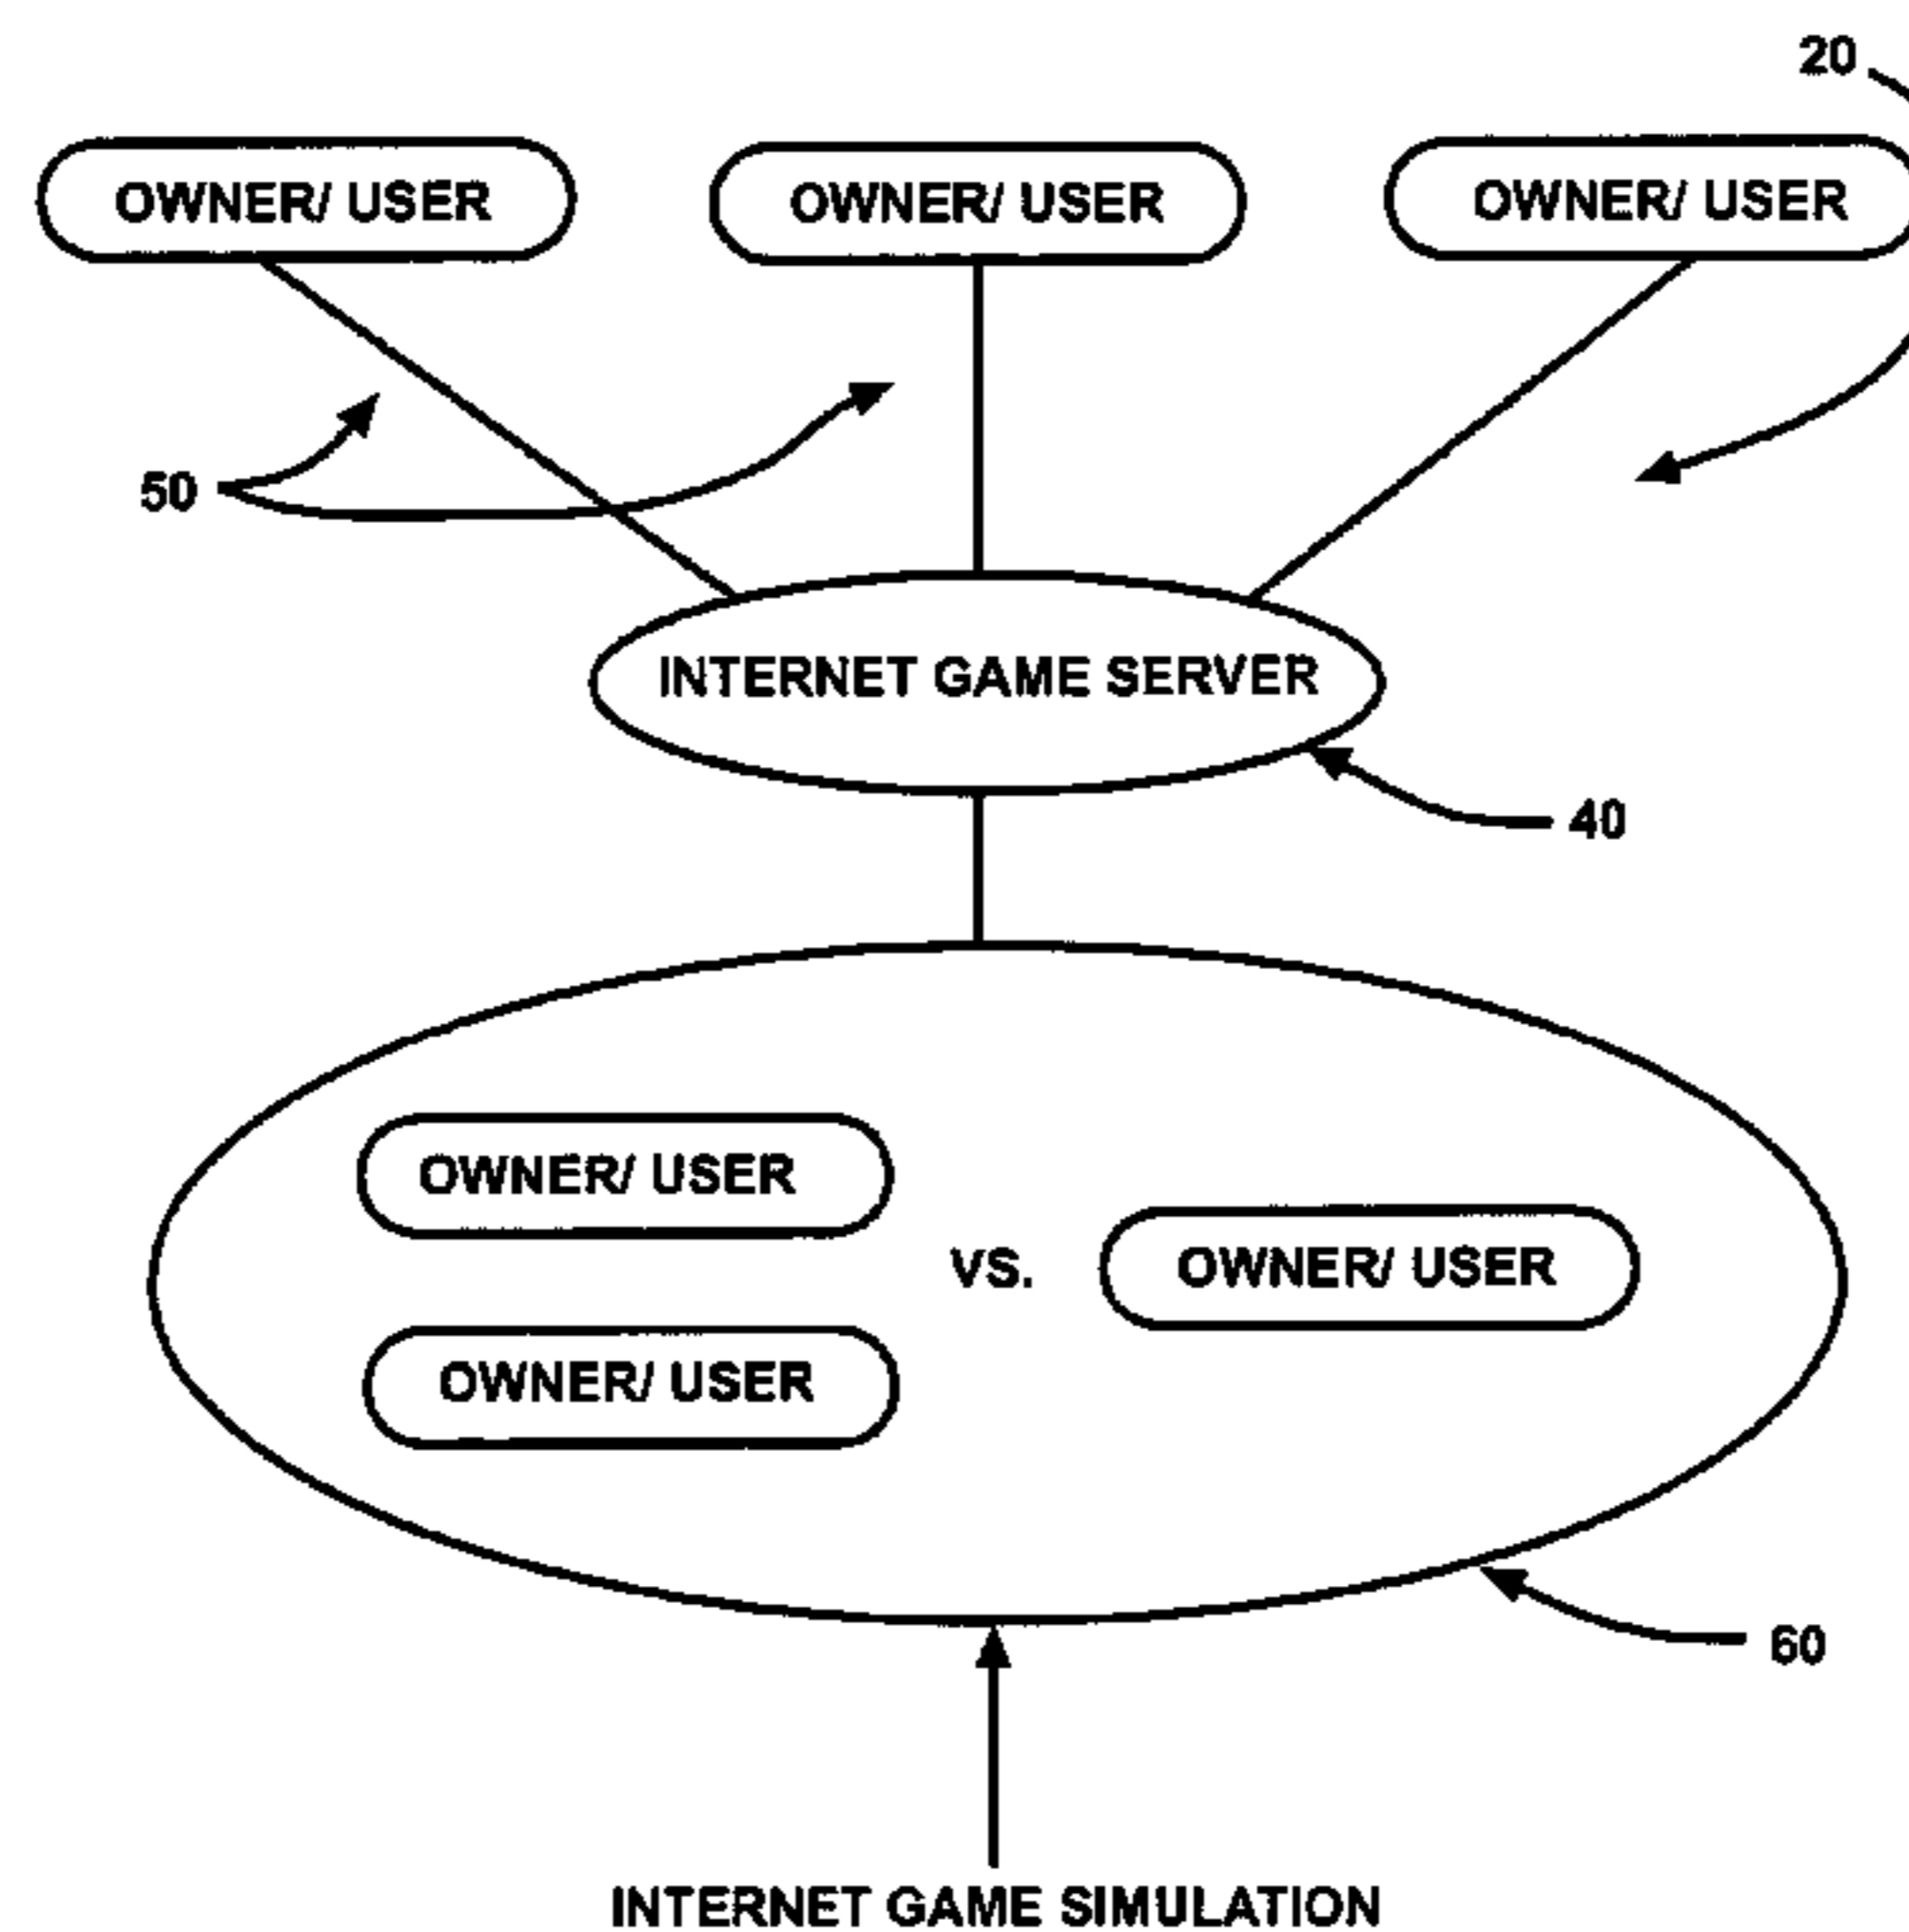 20
OWNER/ USER
OWNER/ USER
OWNER/ USER
50
INTERNET GAME SERVER
40
OWNER/ USER
VS.
OWNER/ USER
OWNER/ USER
60
INTERNET GAME SIMULATION